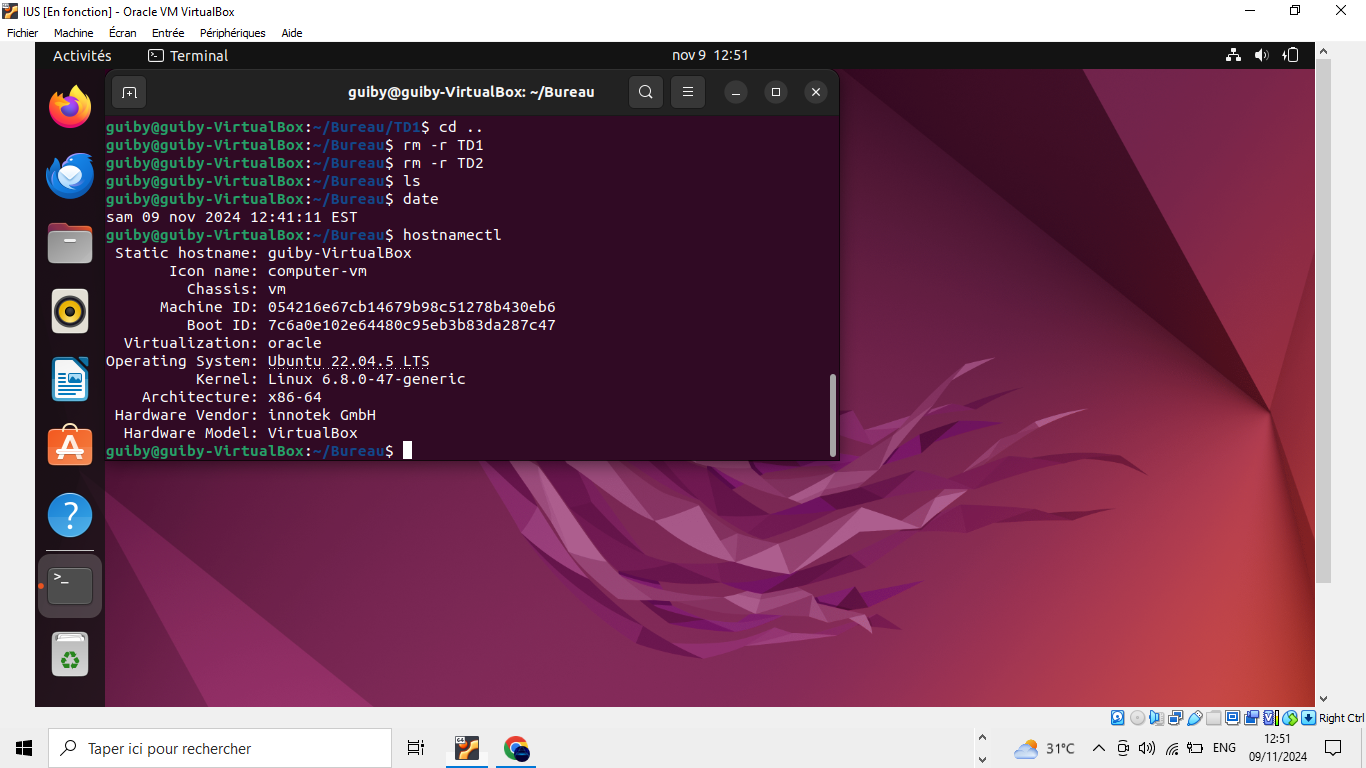 IUS [En fonction] - Oracle VM VirtualBox
Fichier Machine Écran Entrée Périphériques Aide
Activités Terminal nov 9 12:51
guiby@guiby-VirtualBox: ~/Bureau
guiby@guiby-VirtualBox:~/Bureau/TD1$ cd ..
guiby@guiby-VirtualBox:~/Bureau$ rm -r TD1
guiby@guiby-VirtualBox:~/Bureau$ rm -r TD2
guiby@guiby-VirtualBox:~/Bureau$ ls
guiby@guiby-VirtualBox:~/Bureau$ date
sam 09 nov 2024 12:41:11 EST
guiby@guiby-VirtualBox:~/Bureau$ hostnamectl
Static hostname: guiby-VirtualBox
Icon name: computer-vm
Chassis: vm
Machine ID: 054216e67cb14679b98c51278b430eb6
Boot ID: 7c6a0e102e64480c95eb3b83da287c47
Virtualization: oracle
Operating System: Ubuntu 22.04.5 LTS
Kernel: Linux 6.8.0-47-generic
Architecture: x86-64
Hardware Vendor: innotek GmbH
Hardware Model: VirtualBox
guiby@guiby-VirtualBox:~/Bureau$
Right Ctrl
Taper ici pour rechercher
31°C ENG 12:51
09/11/2024